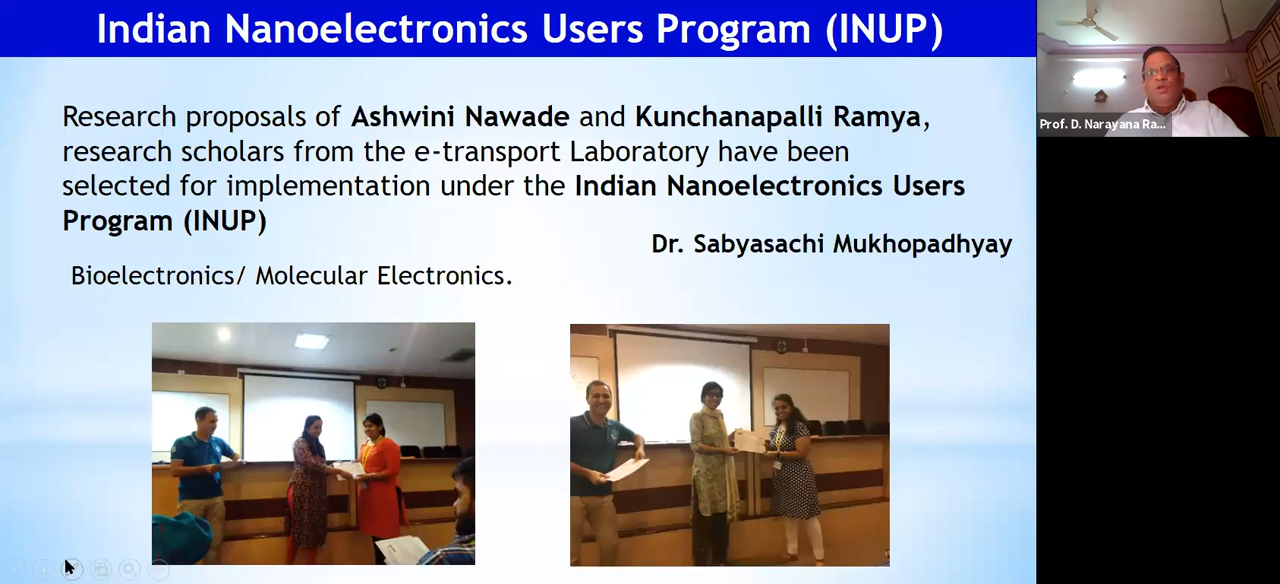 Indian Nanoelectronics Users Program (INUP)
Research proposals of Ashwini Nawade and Kunchanapalli Ramya,
research scholars from the e-transport Laboratory have been
selected for implementation under the Indian Nanoelectronics Users
Program (INUP)
Dr. Sabyasachi Mukhopadhyay
Bioelectronics/ Molecular Electronics.
Prof. D. Narayana Ra...